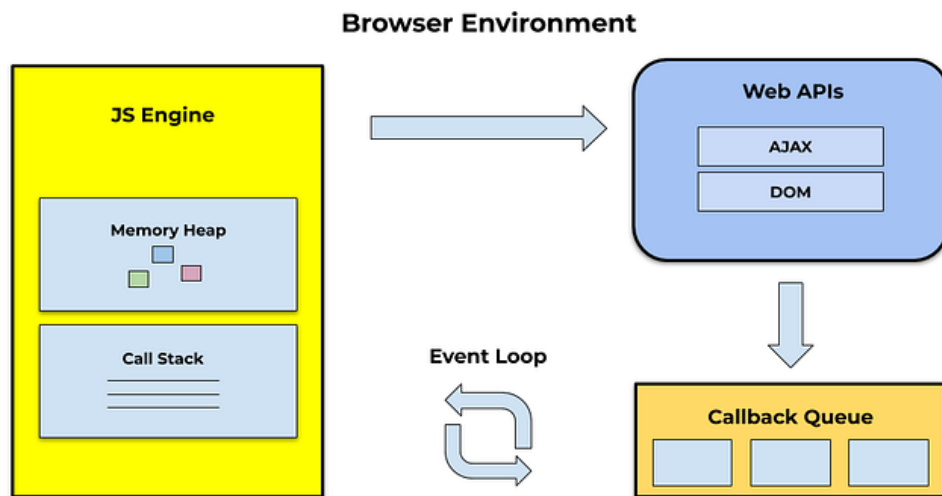 Browser Environment
JS Engine
Memory Heap
Call Stack
Event Loop
Web APIs
AJAX
DOM
Callback Queue